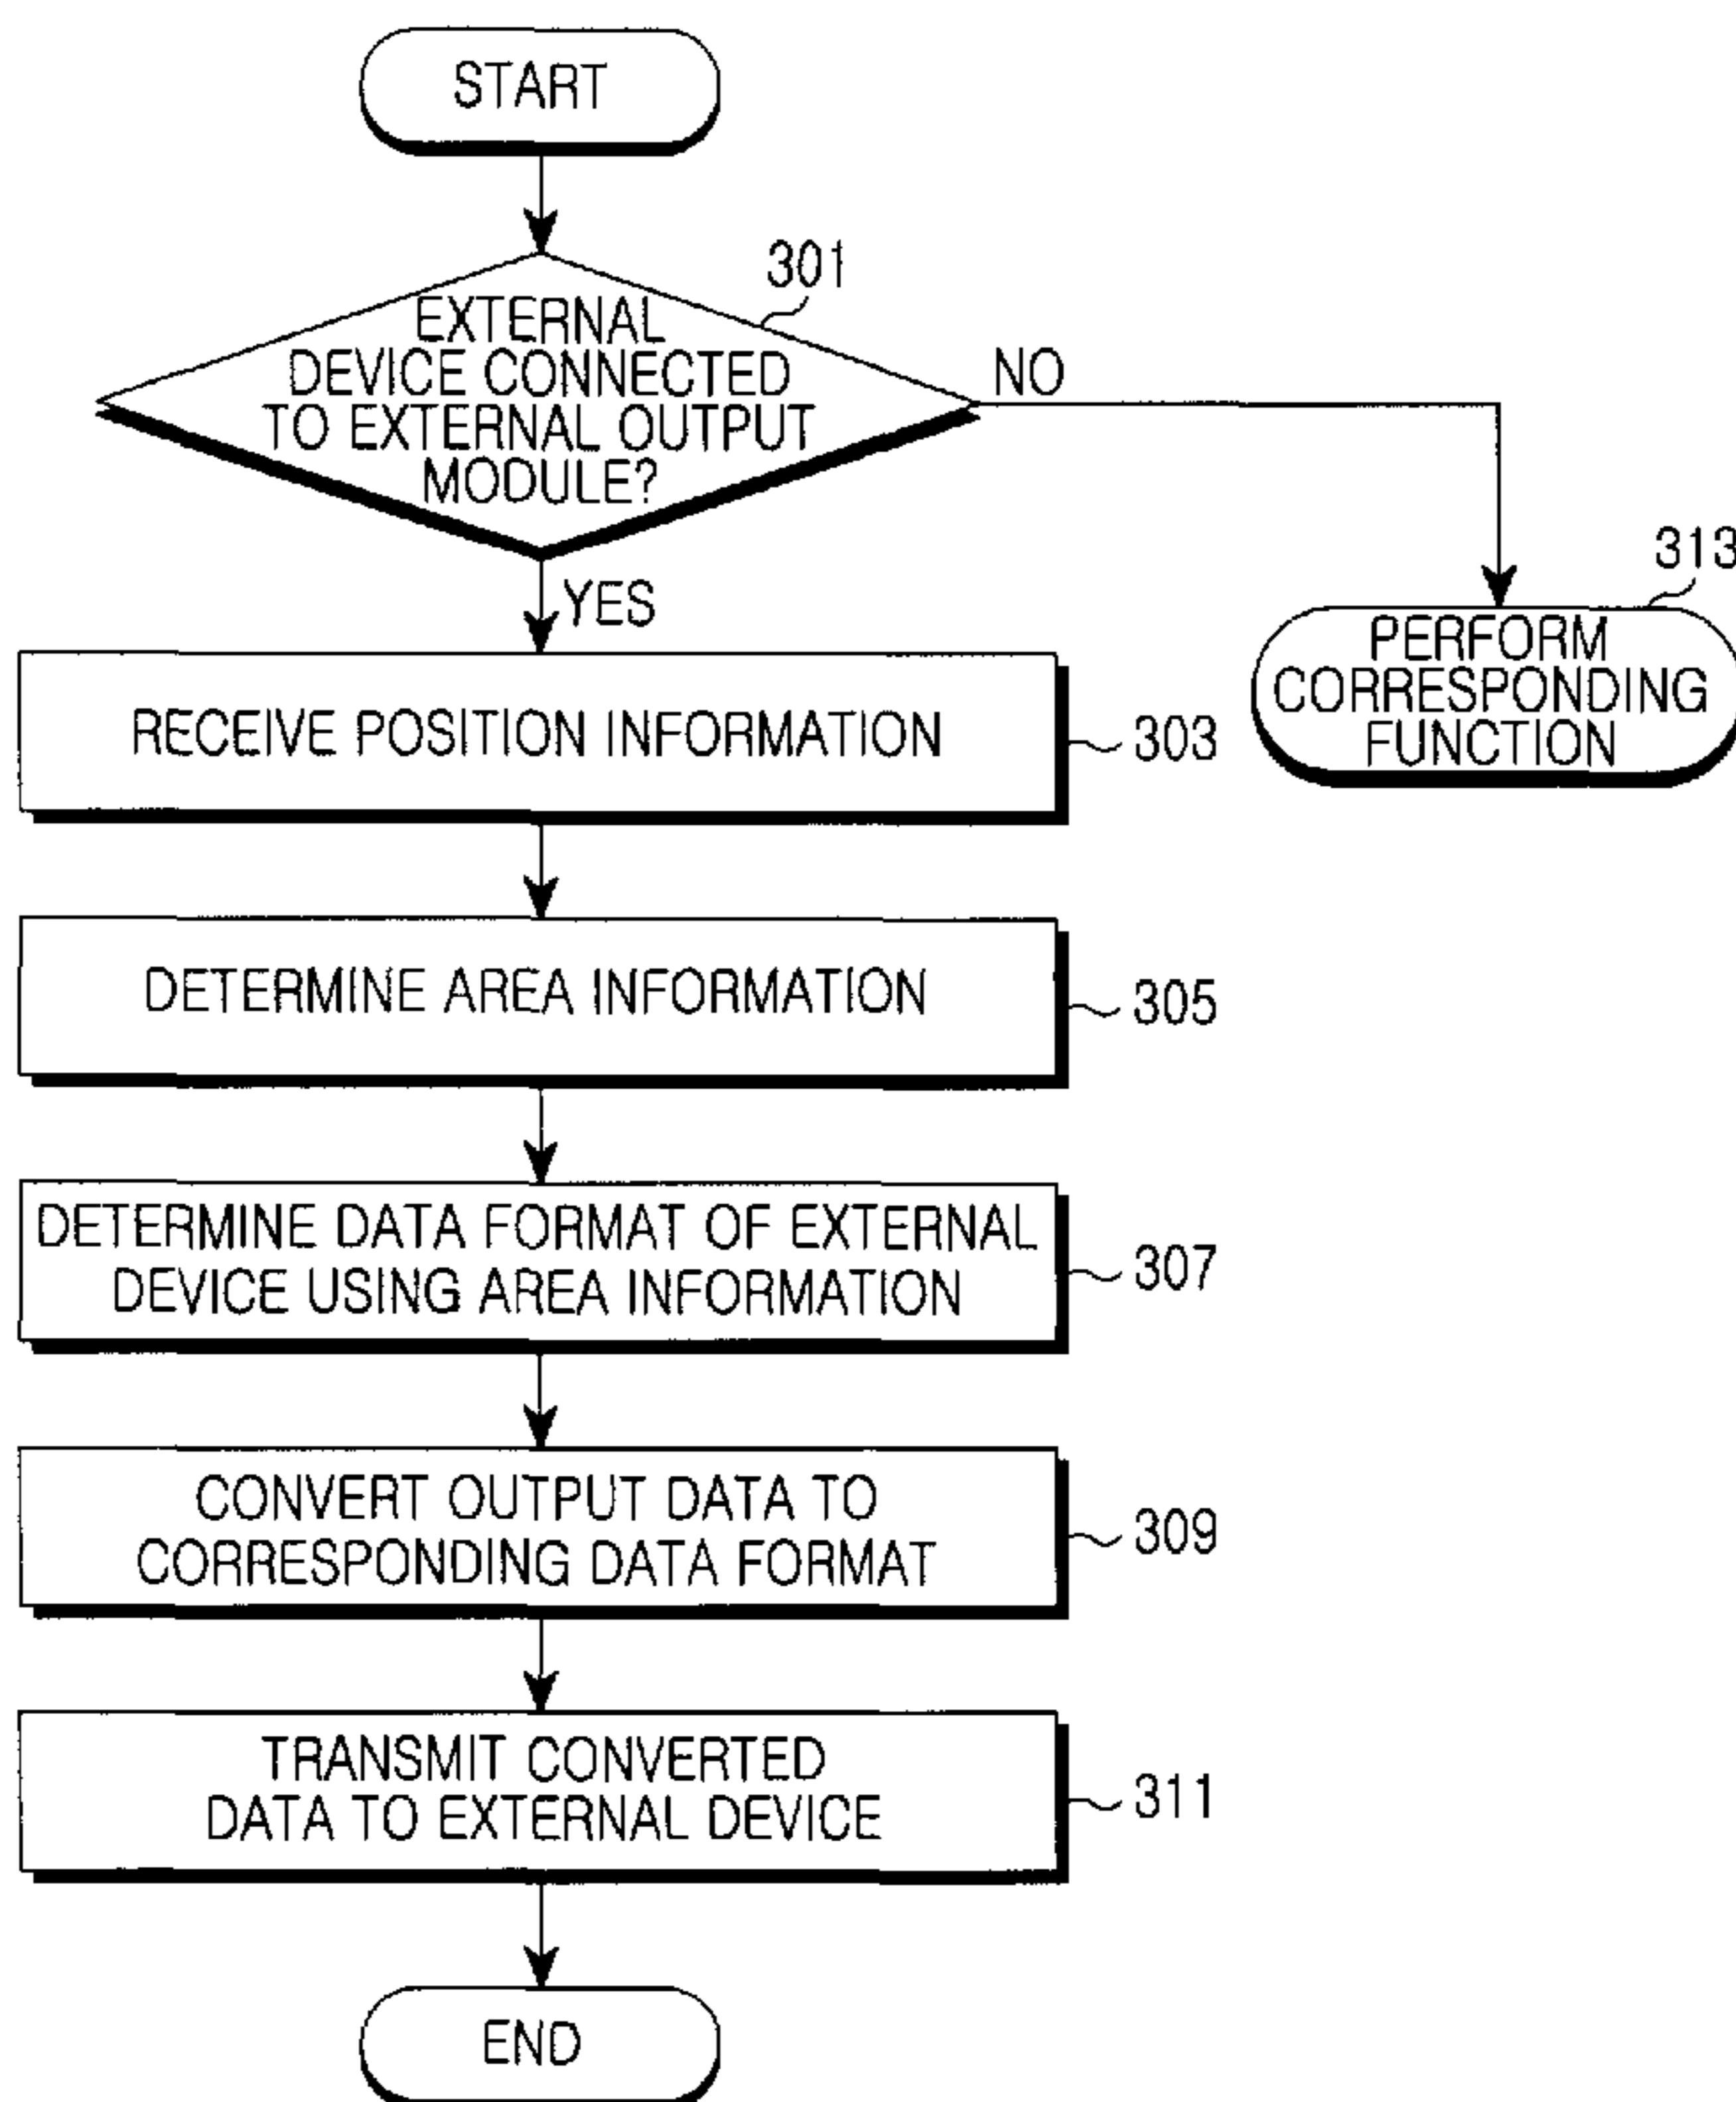 START
301
EXTERNAL
DEVICE CONNECTED
TO EXTERNAL OUTPUT
MODULE?
NO
YES
313
PERFORM
CORRESPONDING
FUNCTION
RECEIVE POSITION INFORMATION
303
DETERMINE AREA INFORMATION
305
DETERMINE DATA FORMAT OF EXTERNAL
DEVICE USING AREA INFORMATION
307
CONVERT OUTPUT DATA TO
CORRESPONDING DATA FORMAT
309
TRANSMIT CONVERTED
DATA TO EXTERNAL DEVICE
311
END